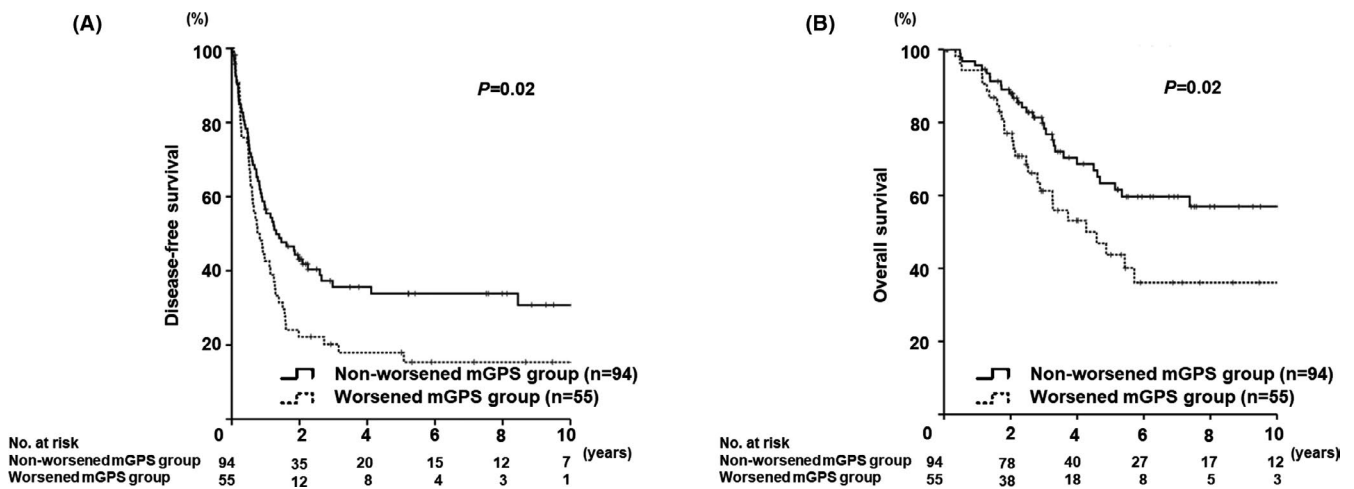 (A)
(%)
100
80
60
40
20
0
Disease-free survival
P=0.02
Non-worsened mGPS group (n=94)
Worsened mGPS group (n=55)
0 2 4 6 8 10 (years)
No. at risk
Non-worsened mGPS group 94 35 20 15 12 7
Worsened mGPS group 55 12 8 4 3 1
(B)
(%)
100
80
60
40
20
0
Overall survival
P=0.02
Non-worsened mGPS group (n=94)
Worsened mGPS group (n=55)
2 4 6 8 10 (years)
No. at risk
Non-worsened mGPS group 94 78 40 27 17 12
Worsened mGPS group 55 38 18 8 5 3